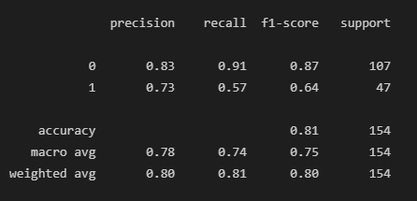 precision recall f1-score support
0 0.83 0.91 0.87 107
1 0.73 0.57 0.64 47
accuracy 0.81 154
macro avg 0.78 0.74 0.75 154
weighted avg 0.80 0.81 0.80 154